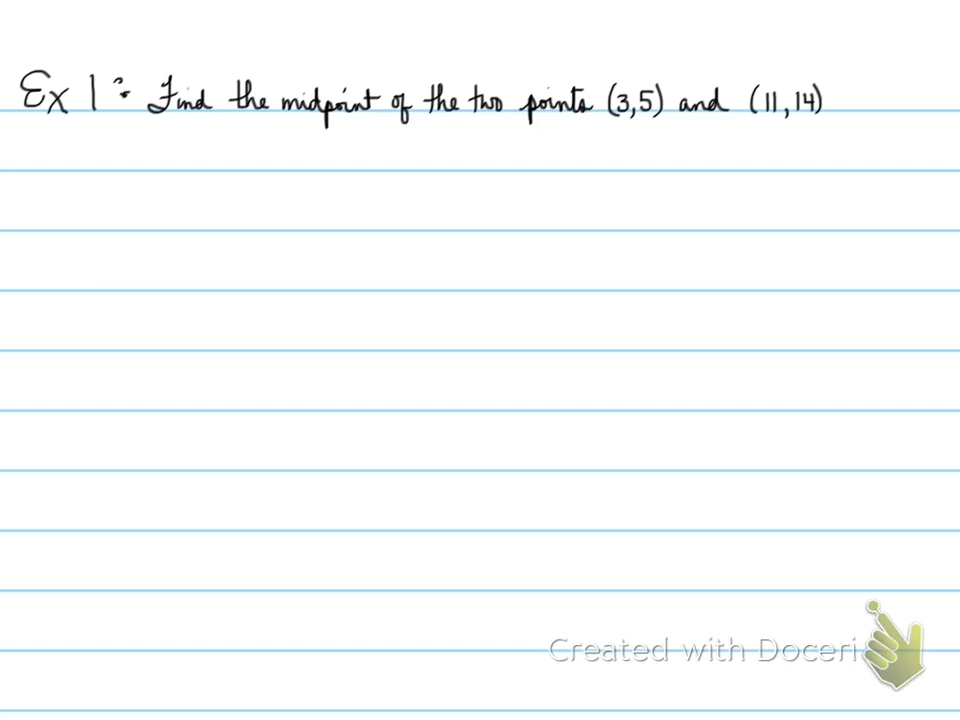 Ex 1: Find the midpoint of the two points (3,5) and (11,14)
Created with Doceri